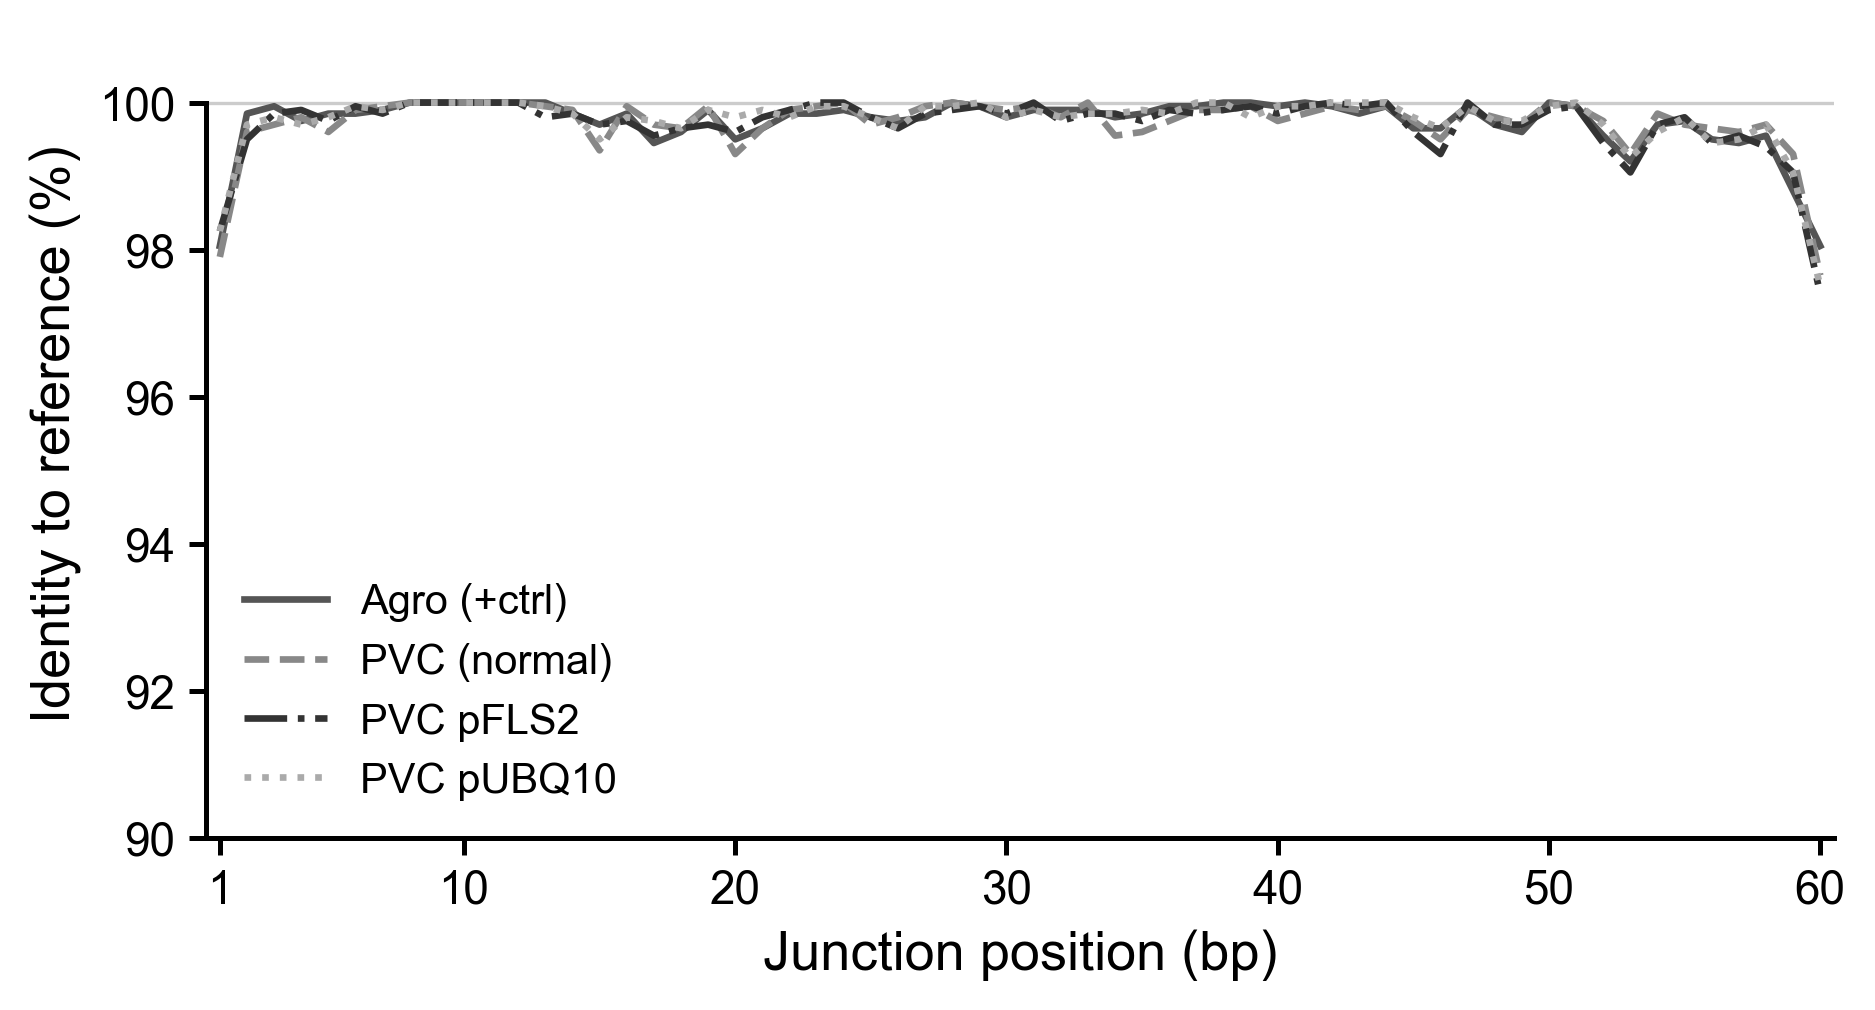 Identity to reference (%)
100
98
96
94
92
90
Agro (+ctrl)
PVC (normal)
PVC pFLS2
PVC pUBQ10
1 10 20 30 40 50 60
Junction position (bp)